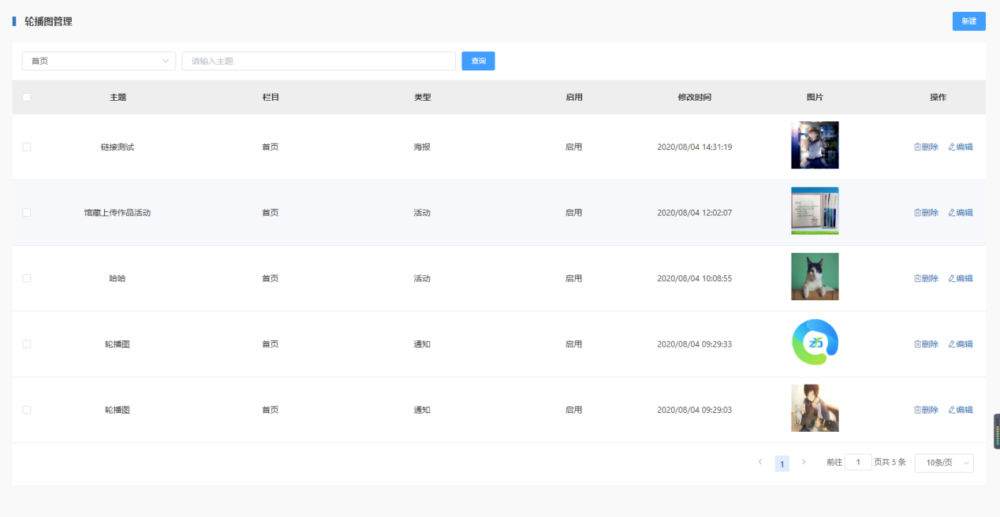 轮播图管理 新建
首页 请输入主题 查询
主题 栏目 类型 启用 修改时间 图片 操作
链接测试 首页 海报 启用 2020/08/04 14:31:19 删除 编辑
馆藏上传作品活动 首页 活动 启用 2020/08/04 12:02:07 删除 编辑
哈哈 首页 活动 启用 2020/08/04 10:08:55 删除 编辑
轮播图 首页 通知 启用 2020/08/04 09:29:33 删除 编辑
轮播图 首页 通知 启用 2020/08/04 09:29:03 删除 编辑
1 前往 1 页共 5 条 10条/页